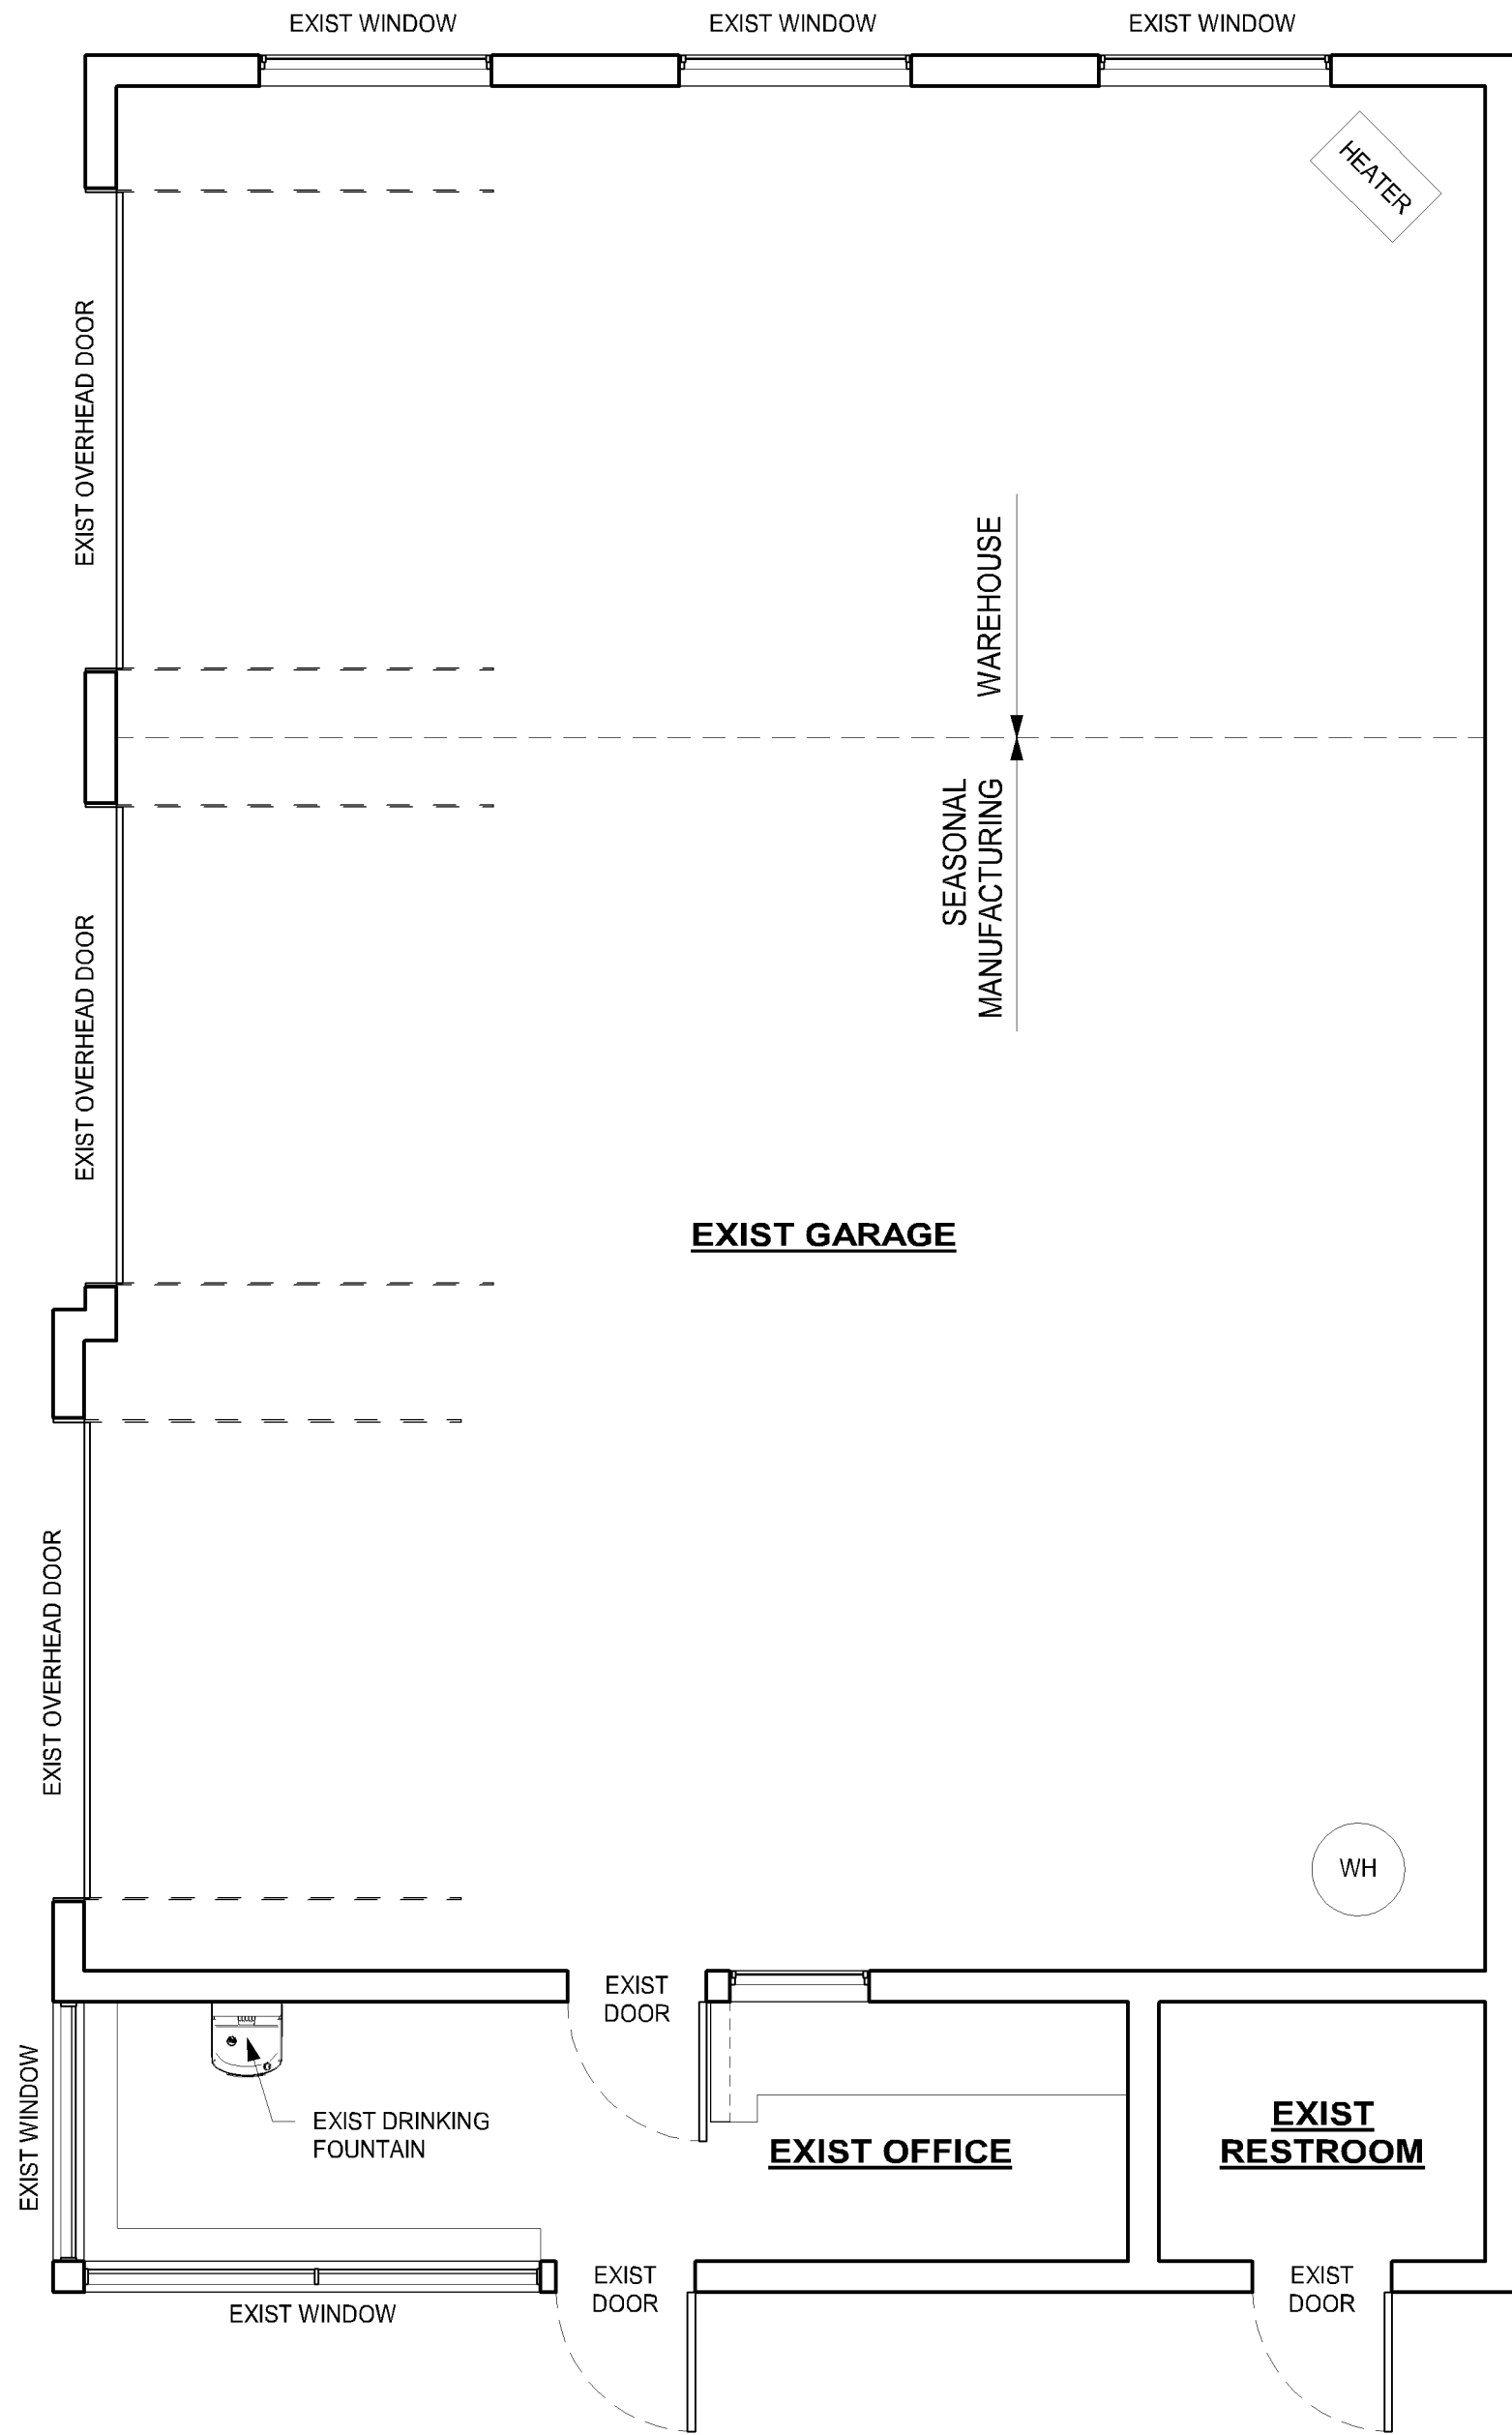 EXIST WINDOW
EXIST WINDOW
EXIST WINDOW
HEATER
EXIST OVERHEAD DOOR
WAREHOUSE
SEASONAL
MANUFACTURING
EXIST OVERHEAD DOOR
EXIST GARAGE
EXIST OVERHEAD DOOR
WH
EXIST
DOOR
EXIST WINDOW
EXIST DRINKING
FOUNTAIN
EXIST OFFICE
EXIST
RESTROOM
EXIST
DOOR
EXIST
DOOR
EXIST WINDOW